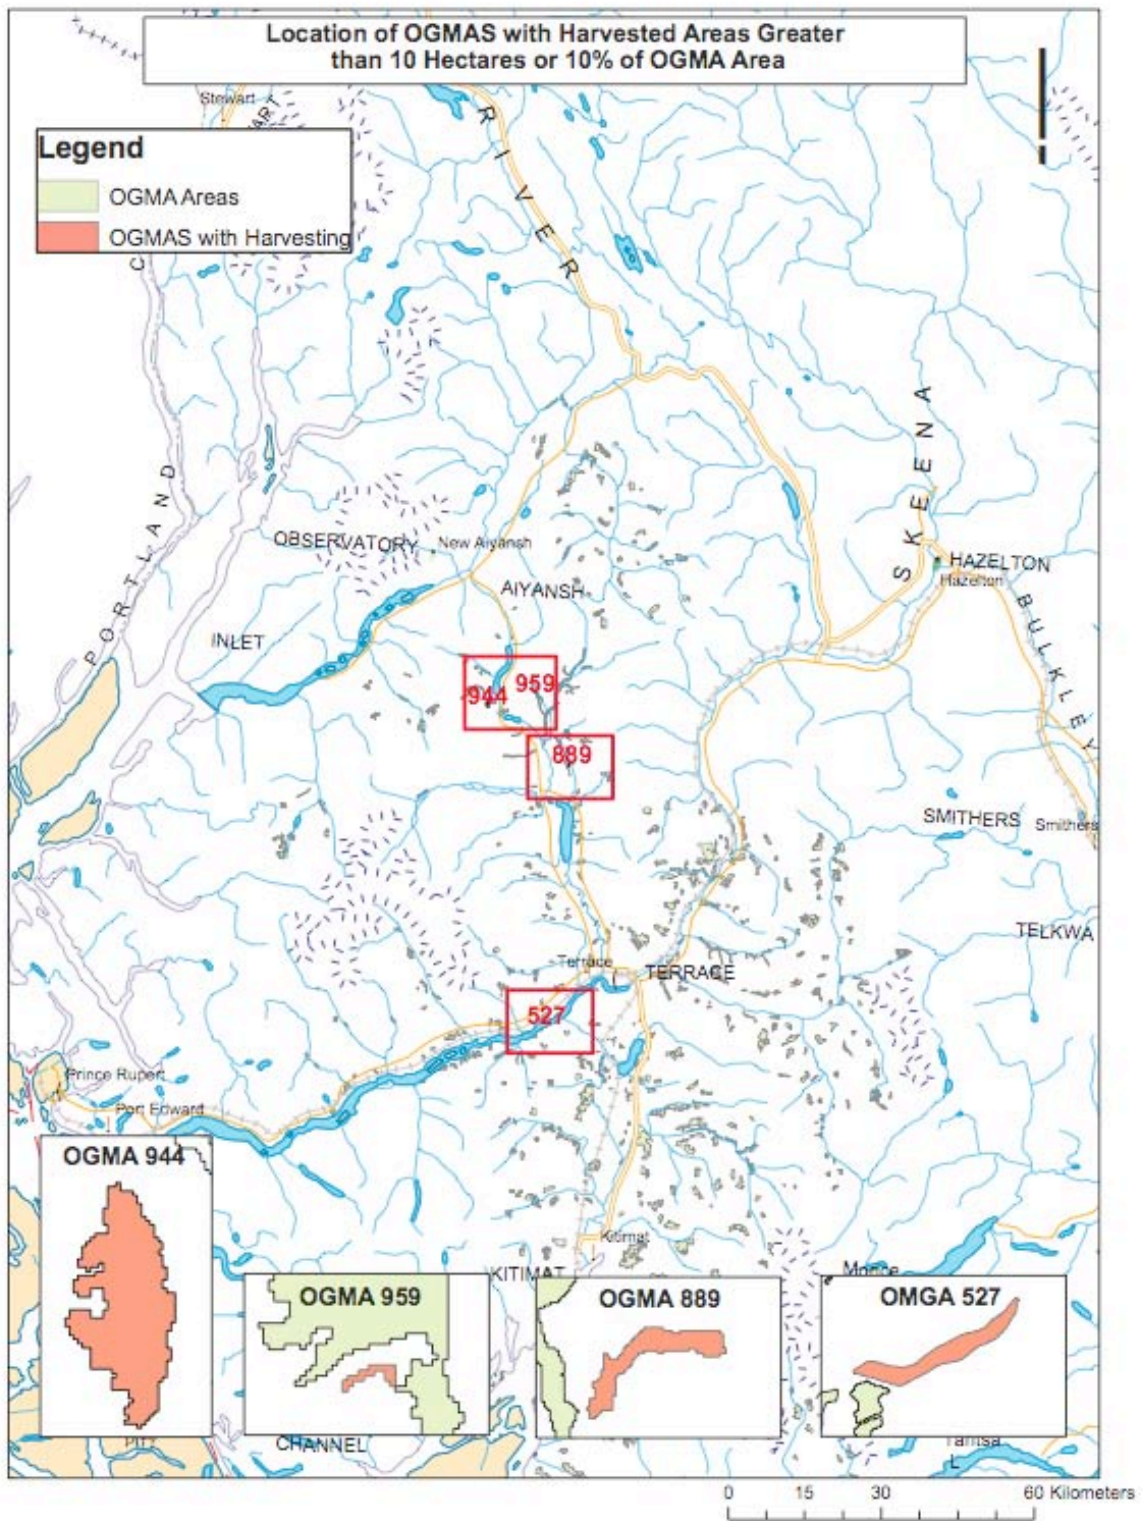 Location of OGMAS with Harvested Areas Greater
than 10 Hectares or 10% of OGMA Area
Stewart
Legend
OGMA Areas
OGMAS with Harvesting
RIVER
PORTLAND
SKEENA
OBSERVATORY
New Aiyansh
AIYANSH
HAZELTON
Hazelton
INLET
BULKLEY
944
959
889
SMITHERS
Smithers
TELKWA
Terrace
TERRACE
527
Prince Rupert
Port Edward
OGMA 944
Kitimat
KITIMAT
OGMA 959
OGMA 889
OMGA 527
PITT
CHANNEL
L
0 15 30 60 Kilometers